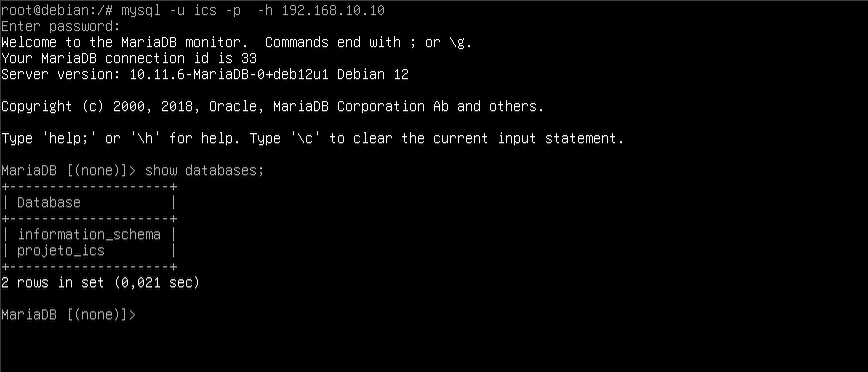 root@debian:/# mysql -u ics -p  -h 192.168.10.10
Enter password:
Welcome to the MariaDB monitor.  Commands end with ; or \g.
Your MariaDB connection id is 33
Server version: 10.11.6-MariaDB-0+deb12u1 Debian 12

Copyright (c) 2000, 2018, Oracle, MariaDB Corporation Ab and others.

Type 'help;' or '\h' for help. Type '\c' to clear the current input statement.

MariaDB [(none)]> show databases;
+--------------------+
| Database           |
+--------------------+
| information_schema |
| projeto_ics        |
+--------------------+
2 rows in set (0,021 sec)

MariaDB [(none)]>